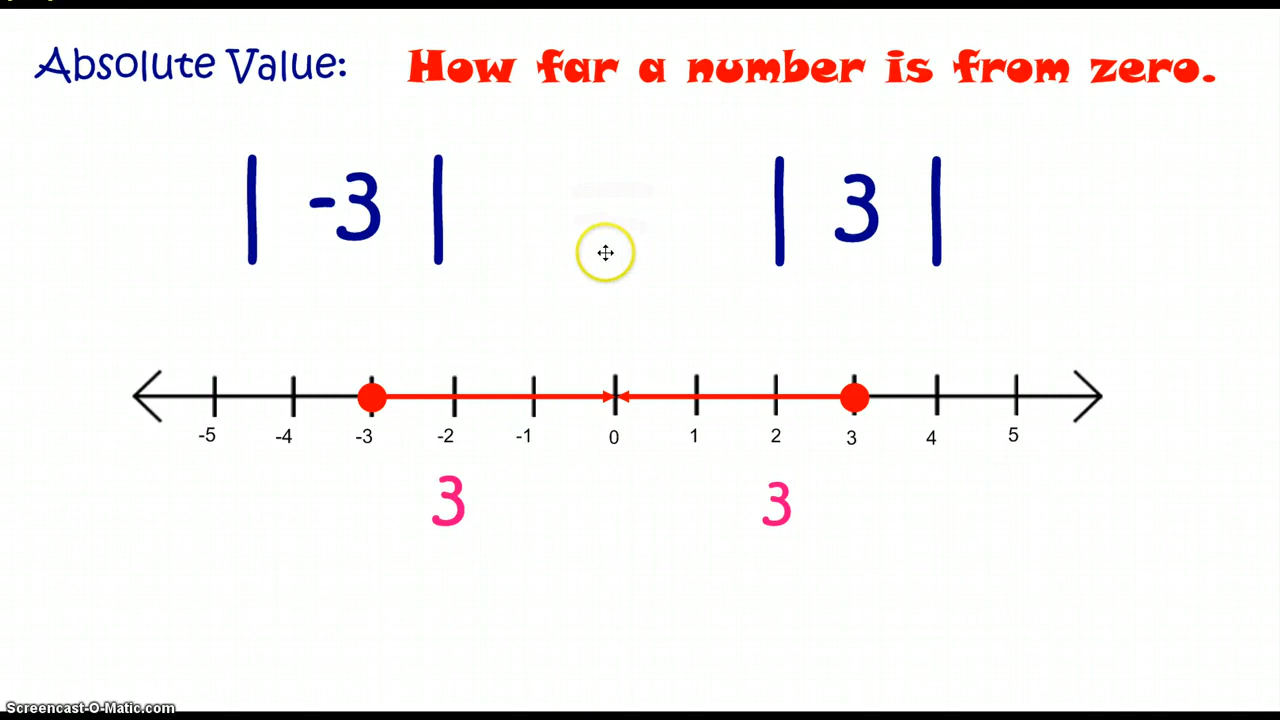 Absolute Value: How far a number is from zero.
| -3 | | 3 |
-5 -4 -3 -2 -1 0 1 2 3 4 5
3 3
Screencast-O-Matic.com